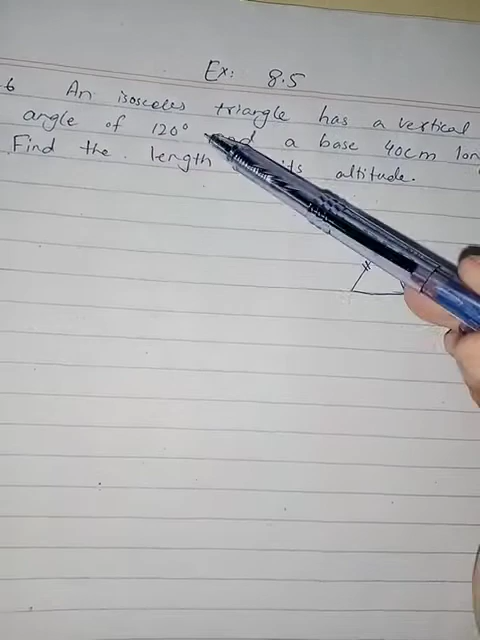 Ex: 8.5
6 An isosceles triangle has a vertical
angle of 120° a base 40cm
Find the length its altitude.